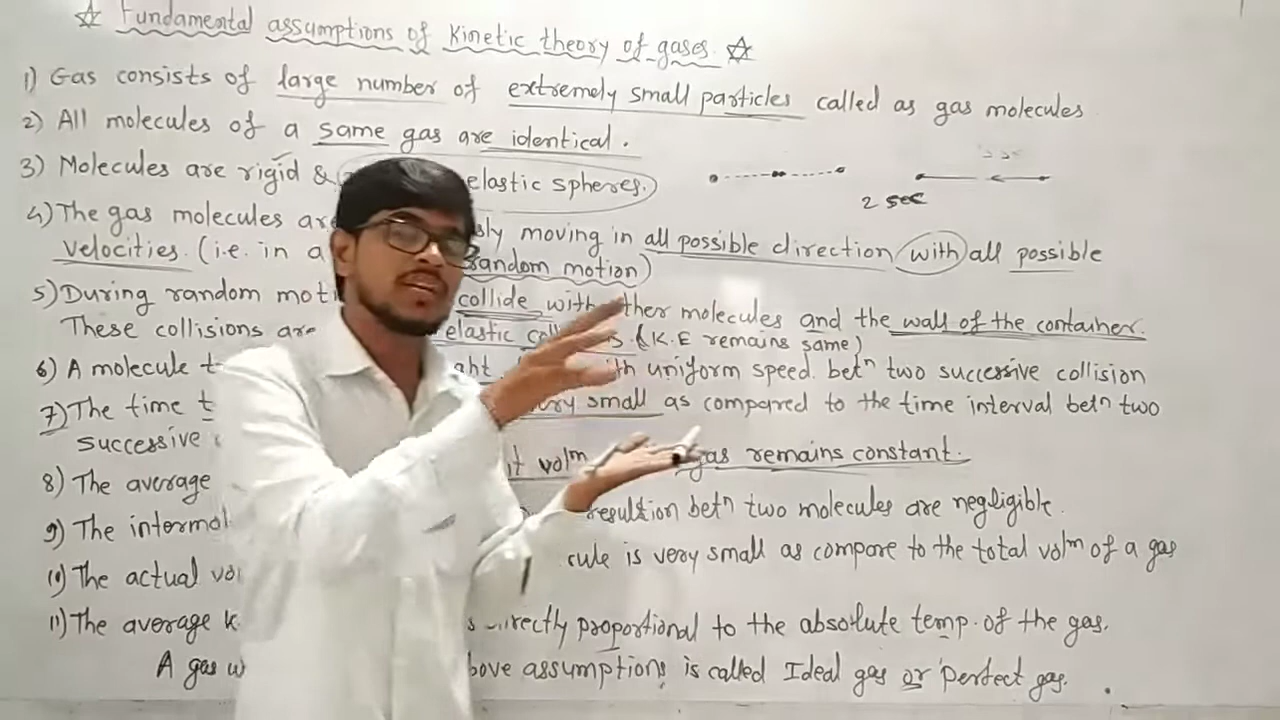 ☆ Fundamental assumptions of kinetic theory of gases. ☆
1) Gas consists of large number of extremely small particles called as gas molecules
2) All molecules of a same gas are identical.
3) Molecules are rigid & elastic spheres.
2 sec
4) The gas molecules are moving in all possible direction with all possible
velocities. (i.e. in a random motion)
5) During random collide with other molecules and the wall of the container.
These collisions are elastic (K.E remains same)
6) A molecule with uniform speed. betn two successive collision
7) The time very small as compared to the time interval betn two
successive
8) The average volm gas remains constant.
9) The betn two molecules are negligible.
10) The actual is very small as compare to the total volm of a gas
11) The average directly proportional to the absolute temp. of the gas.
A gas assumptions is called Ideal gas or perfect gas.